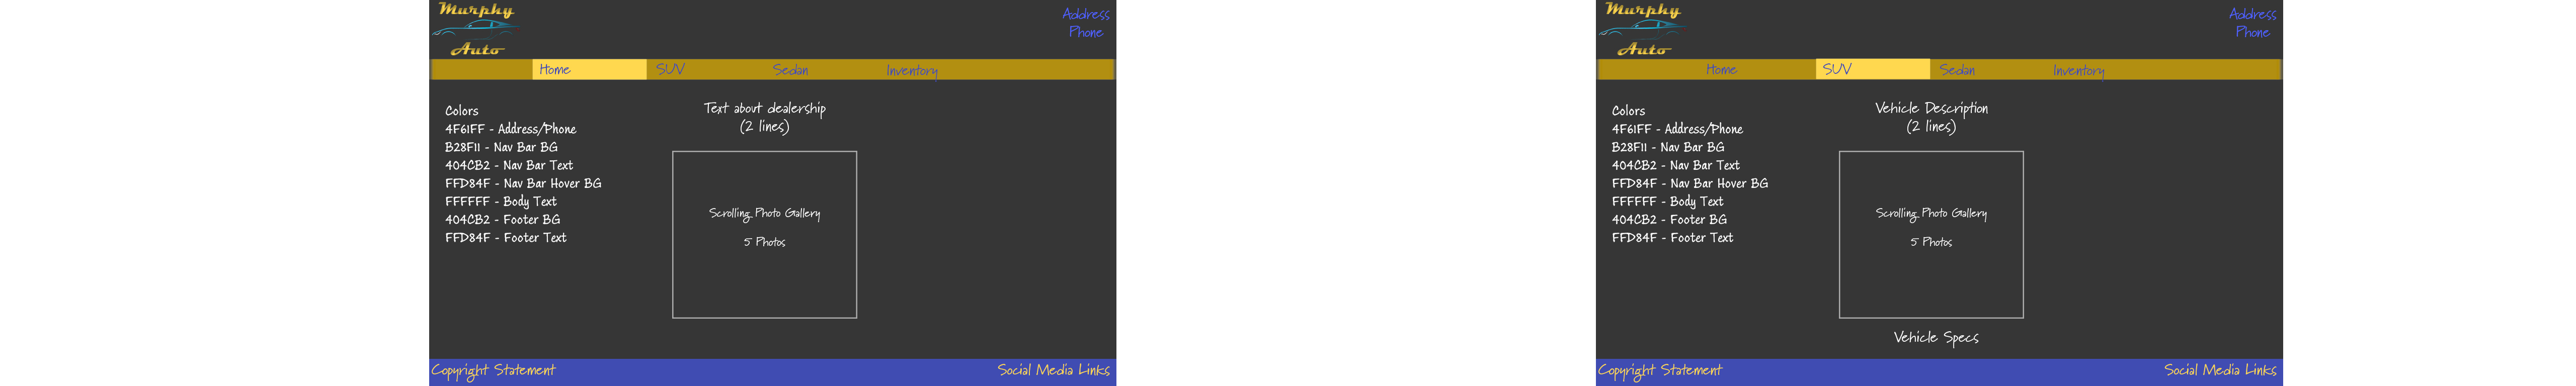 Murphy
Auto
Address
Phone
Home SUV Sedan Inventory
Colors
4F61FF - Address/Phone
B28F11 - Nav Bar BG
404CB2 - Nav Bar Text
FFD84F - Nav Bar Hover BG
FFFFFF - Body Text
404CB2 - Footer BG
FFD84F - Footer Text
Text about dealership
(2 lines)
Scrolling Photo Gallery
5 Photos
Copyright Statement
Social Media Links
Murphy
Auto
Address
Phone
Home SUV Sedan Inventory
Colors
4F61FF - Address/Phone
B28F11 - Nav Bar BG
404CB2 - Nav Bar Text
FFD84F - Nav Bar Hover BG
FFFFFF - Body Text
404CB2 - Footer BG
FFD84F - Footer Text
Vehicle Description
(2 lines)
Scrolling Photo Gallery
5 Photos
Vehicle Specs
Copyright Statement
Social Media Links